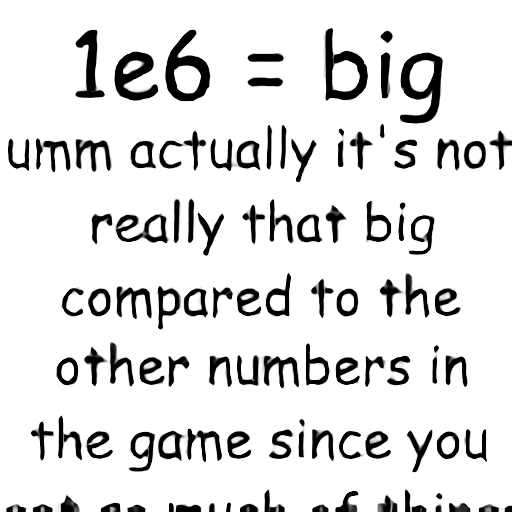 1e6 = big
umm actually it's not
really that big
compared to the
other numbers in
the game since you